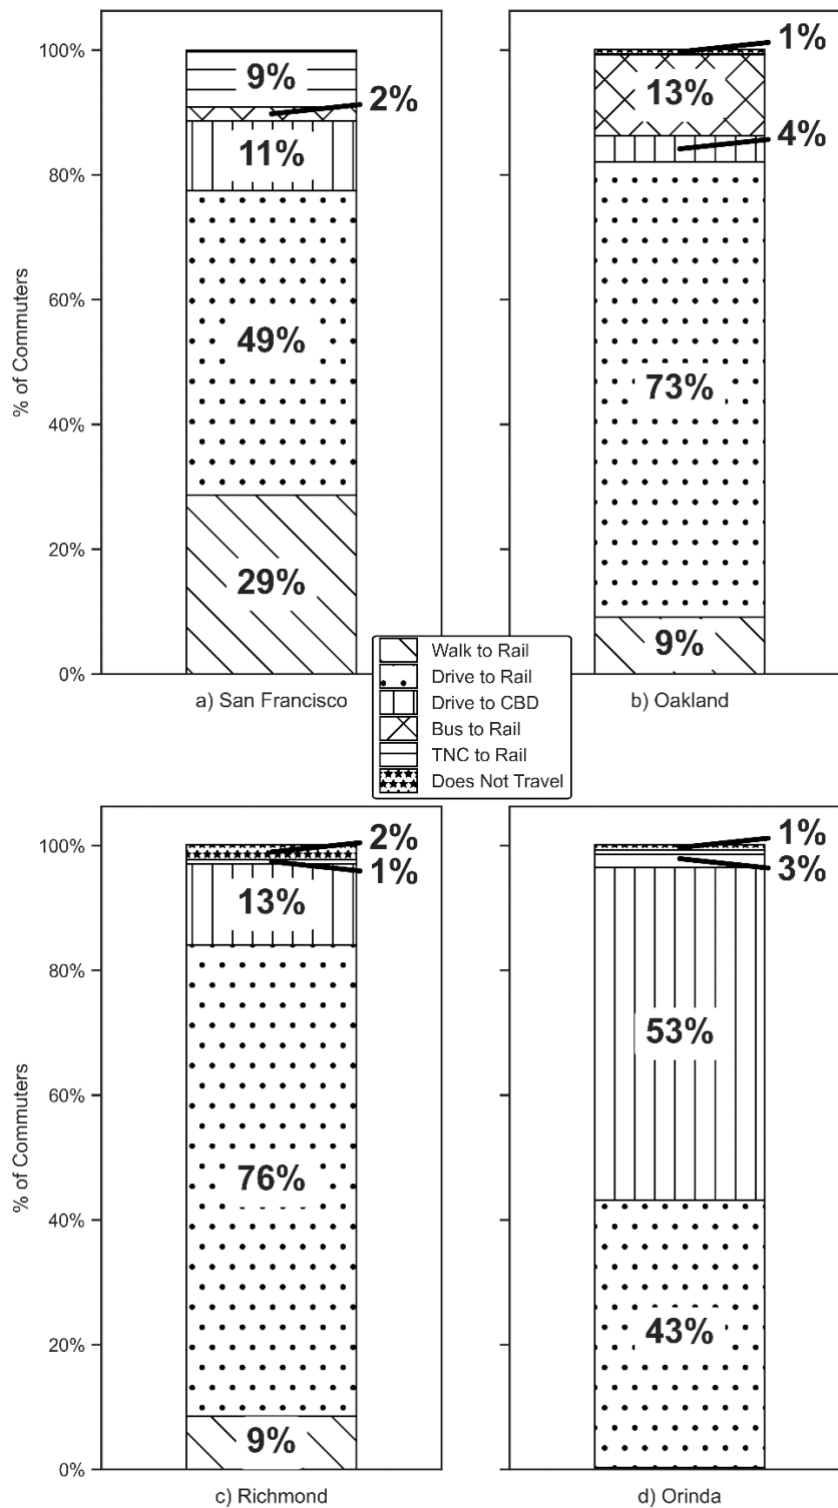 100%
80%
60%
40%
20%
0%
% of Commuters
9%
2%
11%
49%
29%
a) San Francisco
1%
13%
4%
73%
9%
b) Oakland
Walk to Rail
Drive to Rail
Drive to CBD
Bus to Rail
TNC to Rail
Does Not Travel
100%
80%
60%
40%
20%
0%
% of Commuters
2%
1%
13%
76%
9%
c) Richmond
1%
3%
53%
43%
d) Orinda